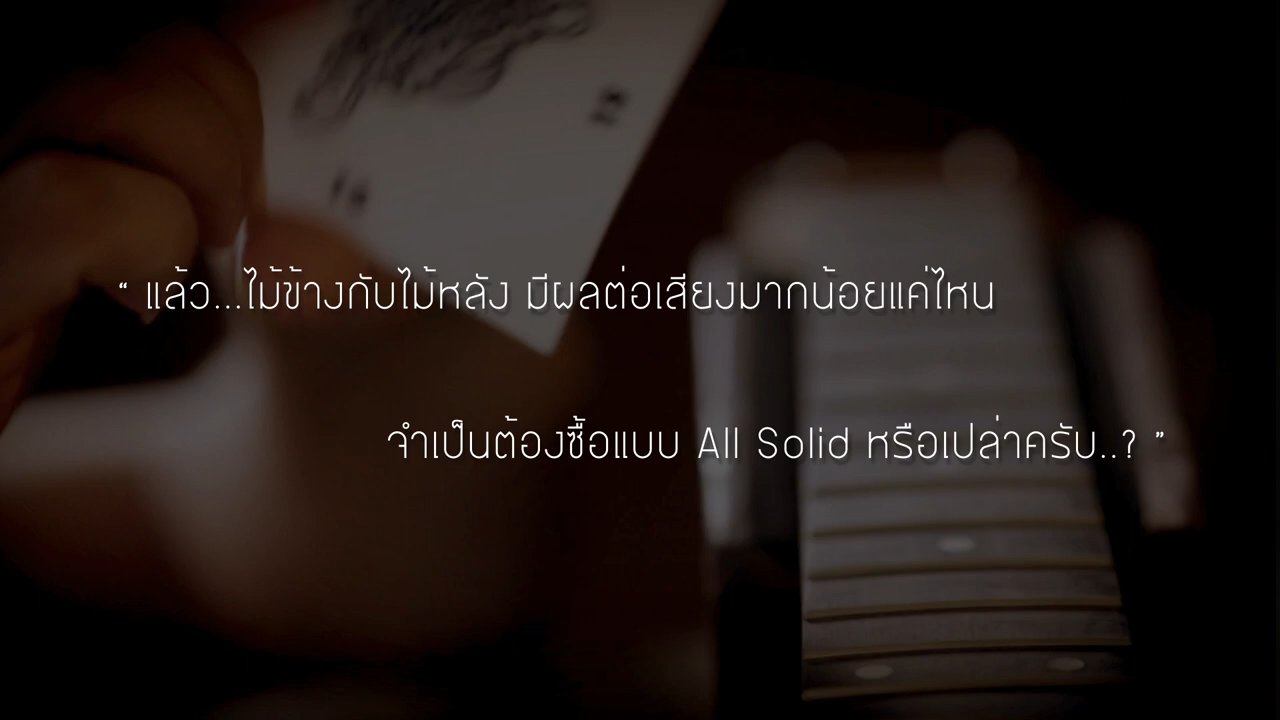 “ แล้ว...ไม้ข้างกับไม้หลัง มีผลต่อเสียงมากน้อยแค่ไหน
จำเป็นต้องซื้อแบบ All Solid หรือเปล่าครับ..? ”